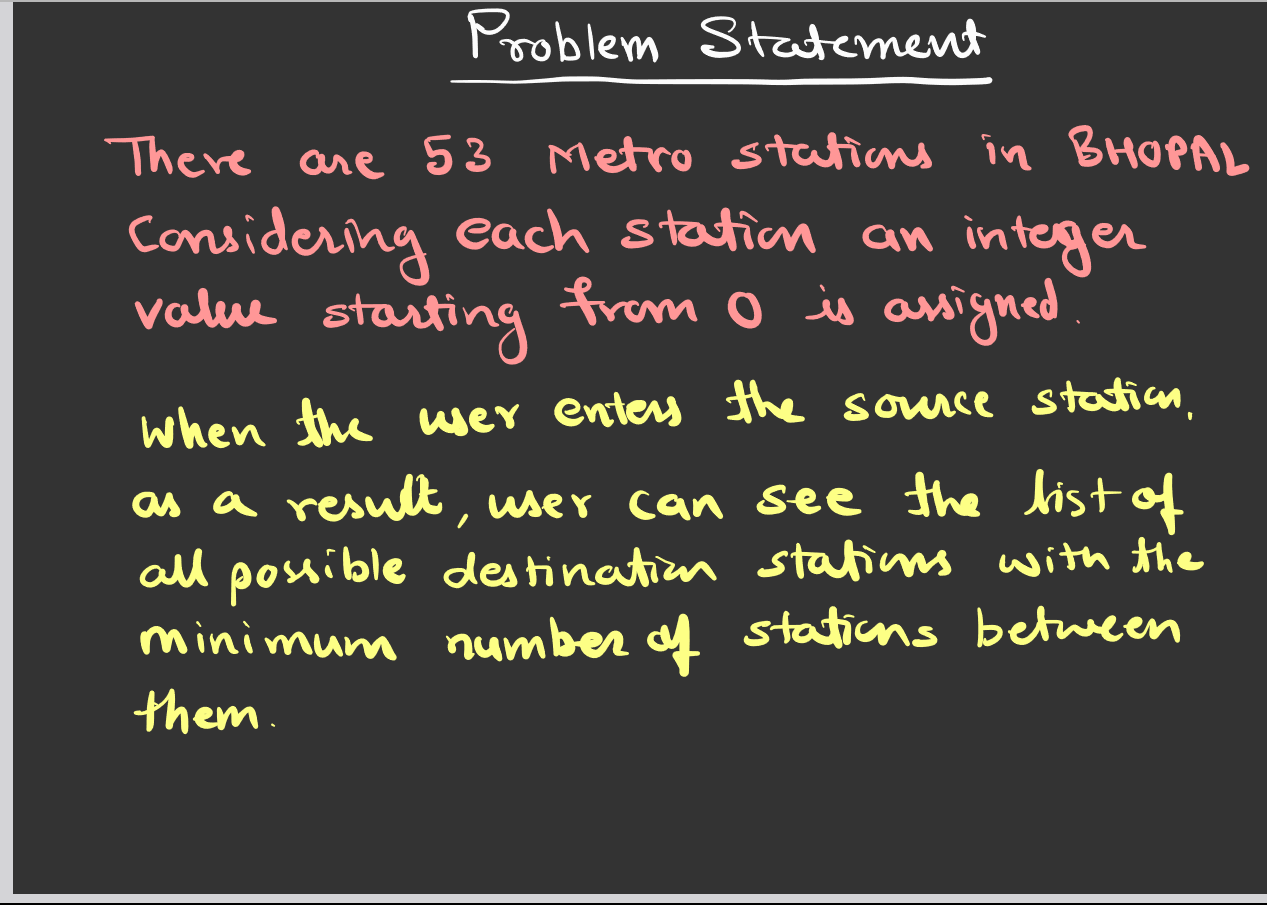 Problem Statement
There are 53 Metro stations in BHOPAL
Considering each station an integer
value starting from 0 is assigned.
When the user enters the source station,
as a result, user can see the list of
all possible destination stations with the
minimum number of stations between
them.